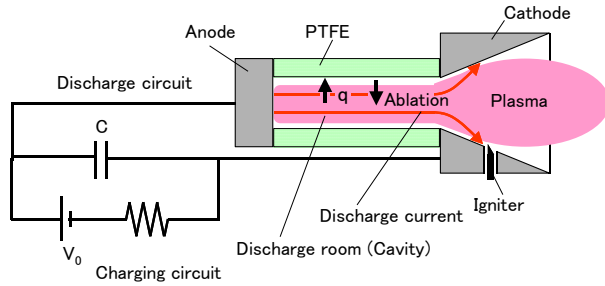 Cathode
Anode
PTFE
Discharge circuit
q
Ablation
Plasma
C
Igniter
Discharge current
V0
Discharge room (Cavity)
Charging circuit